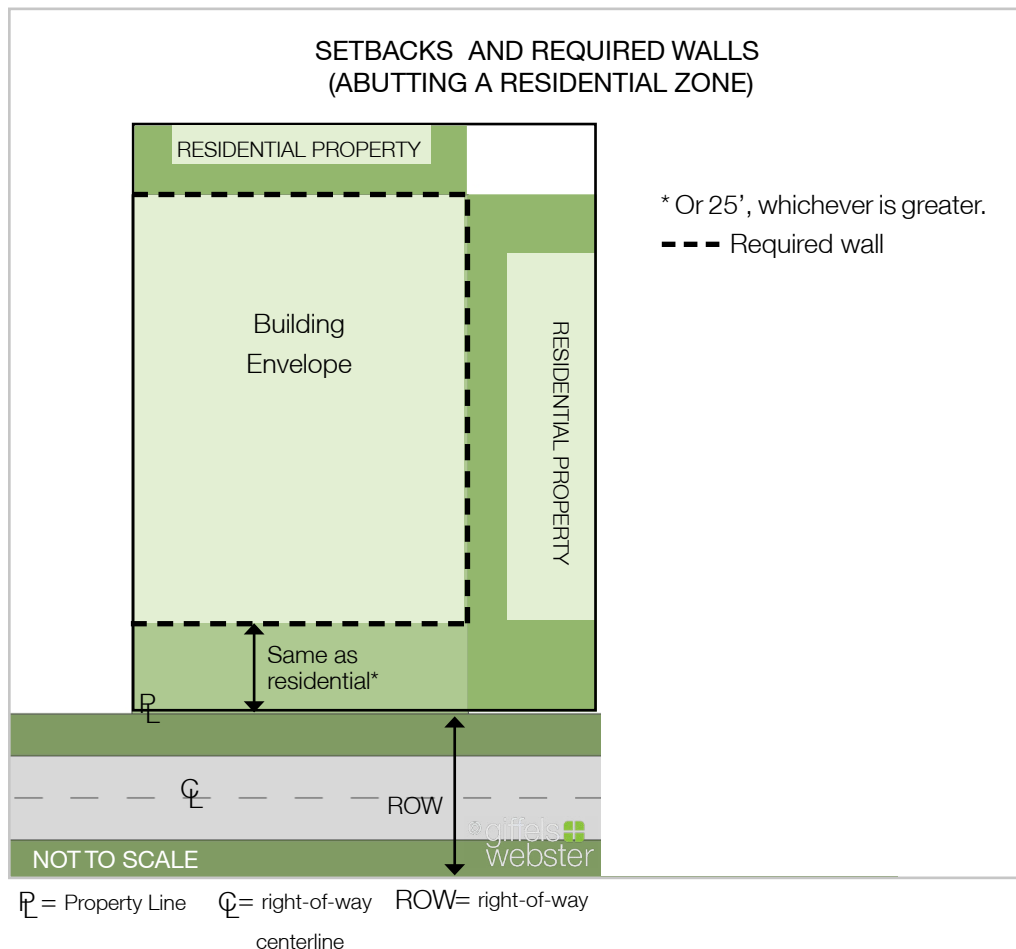 SETBACKS AND REQUIRED WALLS
(ABUTTING A RESIDENTIAL ZONE)
RESIDENTIAL PROPERTY
* Or 25’, whichever is greater.
Required wall
Building
Envelope
RESIDENTIAL PROPERTY
Same as
residential*
PL
CL
ROW
© giffels
webster
NOT TO SCALE
PL = Property Line CL = right-of-way ROW= right-of-way
centerline